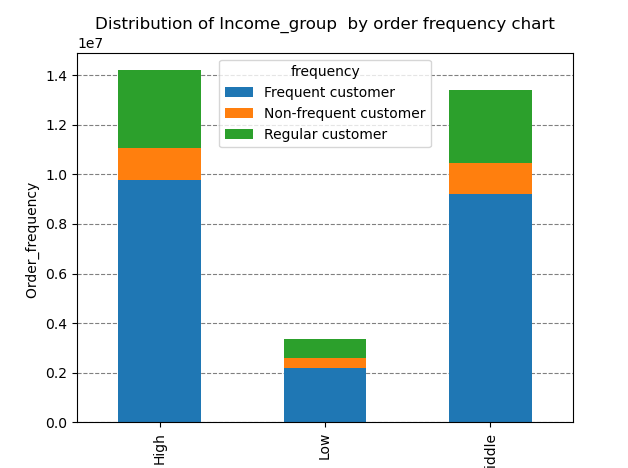 Distribution of Income_group  by order frequency chart
1e7
frequency
Frequent customer
Non-frequent customer
Regular customer
Order_frequency
1.4
1.2
1.0
0.8
0.6
0.4
0.2
0.0
High
Low
iddle